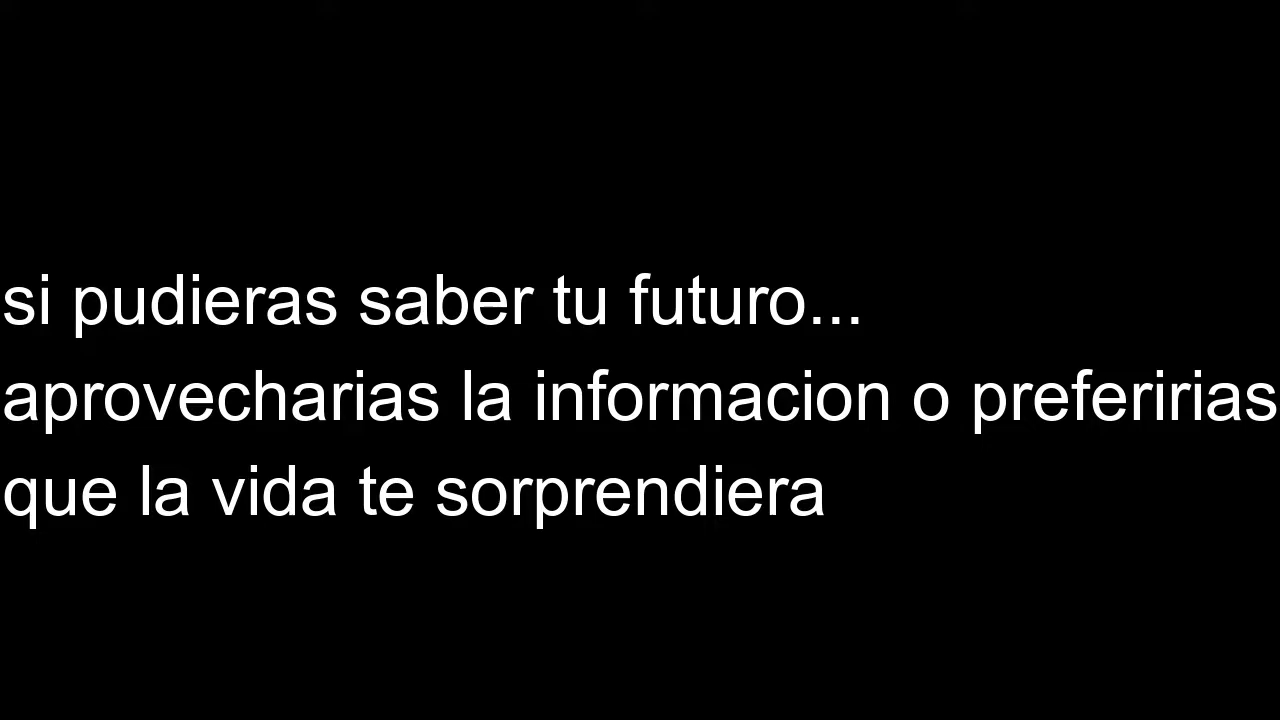 si pudieras saber tu futuro...
aprovecharias la informacion o preferirias
que la vida te sorprendiera